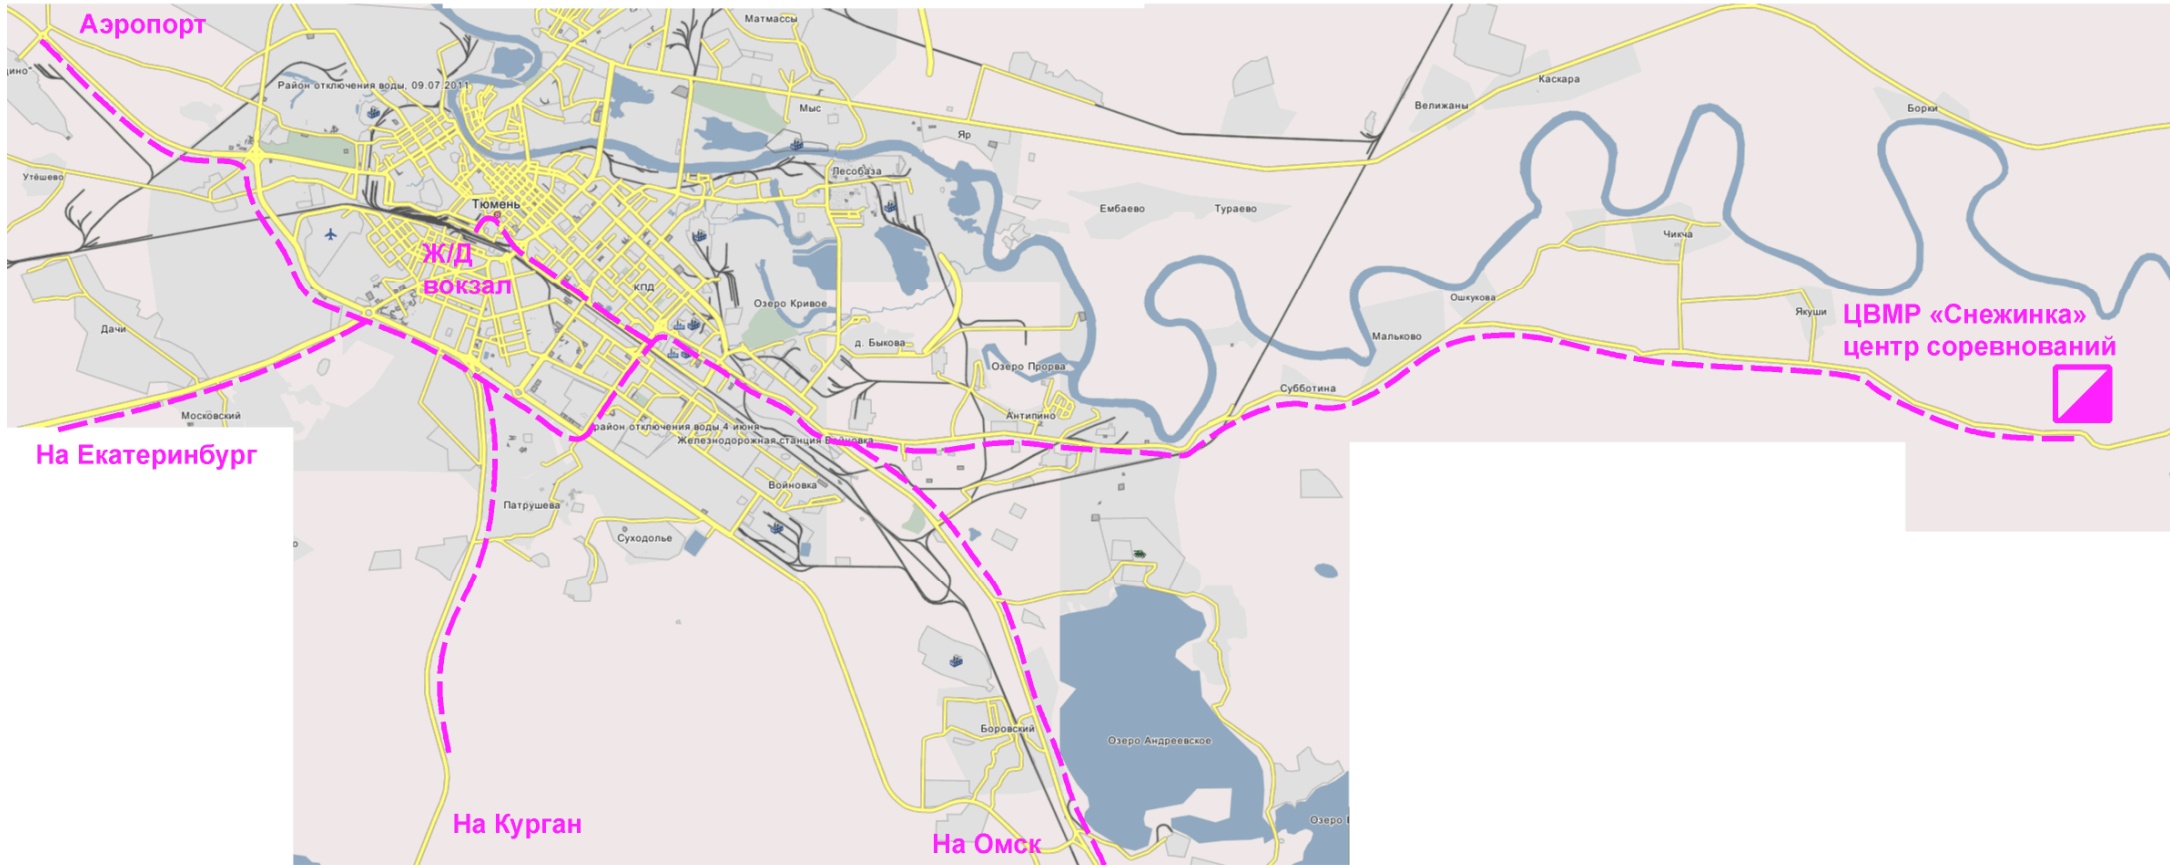 Аэропорт
Матмассы
Каскара
Район отключения воды, 09.07.2011
Велижаны
Борки
Мыс
Яр
Утёшево
Лесобаза
Тюмень
Ембаево
Тураево
Чикча
Ж/Д
вокзал
КПД
Озеро Кривое
Ошкукова
Якуши
ЦВМР «Снежинка»
центр соревнований
Дачи
д. Быкова
Мальково
Озеро Прорва
Субботина
Московский
Антипино
район отключения воды 4 июня
Железнодорожная станция Войновка
На Екатеринбург
Войновка
Патрушева
Суходолье
Боровский
Озеро Андреевское
На Курган
Озеро
На Омск